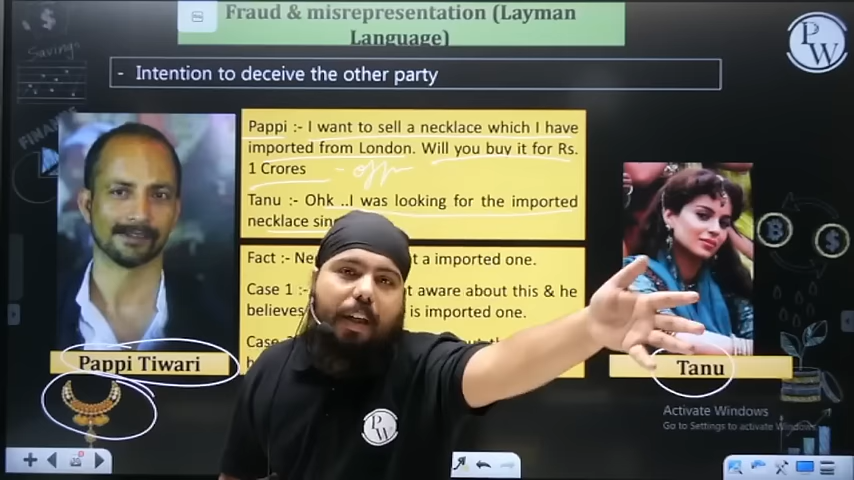 Fraud & misrepresentation (Layman
Language)
Savings
FINANCE
- Intention to deceive the other party
PW
Pappi :- I want to sell a necklace which I have
imported from London. Will you buy it for Rs.
1 Crores
Tanu :- Ohk ..I was looking for the imported
necklace
Fact :- a imported one.
Case 1 :- aware about this & he
believes is imported one.
Case
Pappi Tiwari
Tanu
PW
Activate Windows
Go to Settings to activate Windows.